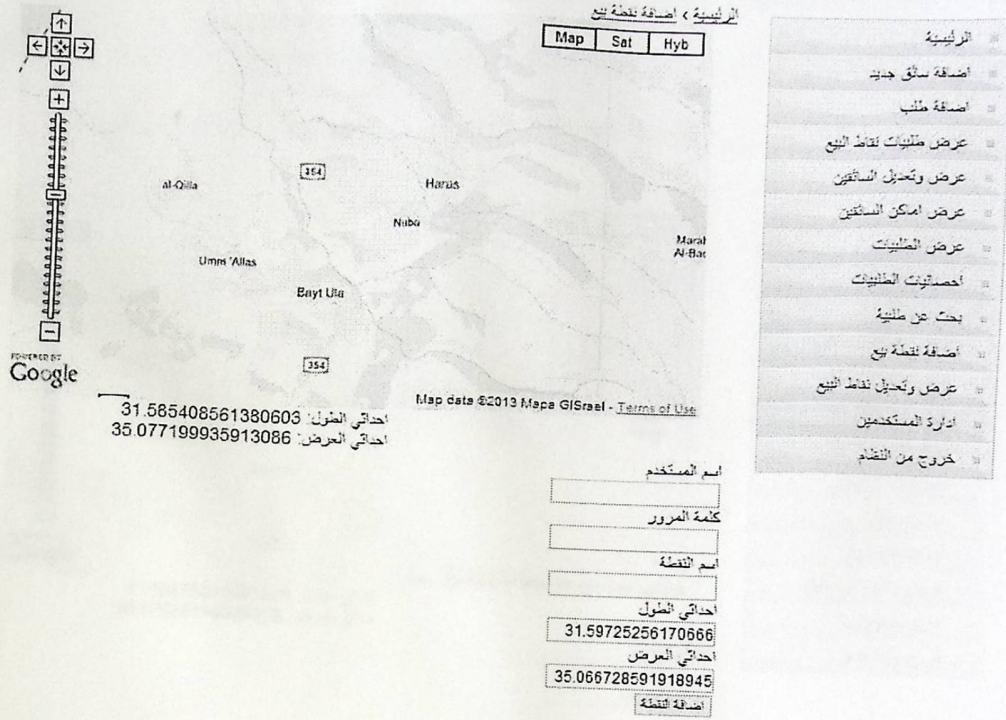 الرئيسية > اضافة نقطة بيع
Map Sat Hyb
354
al-Qilla
Haras
Nuba
Umm 'Allas
Bayt Ula
354
POWERED BY
Google
Map data ©2013 Mapa GISrael - Terms of Use
احداثي الطول: 31.585408561380603
احداثي العرض: 35.077199935913086
اسم المستخدم
كلمة المرور
اسم النقطة
احداثي الطول
31.59725256170666
احداثي العرض
35.066728591918945
اضافة النقطة
الرئيسية
اضافة سائق جديد
اضافة طلب
عرض طلبيات نقاط البيع
عرض وتعديل السائقين
عرض اماكن السائقين
عرض الطلبيات
احصائيات الطلبيات
بحث عن طلبية
اضافة نقطة بيع
عرض وتعديل نقاط البيع
ادارة المستخدمين
خروج من النظام